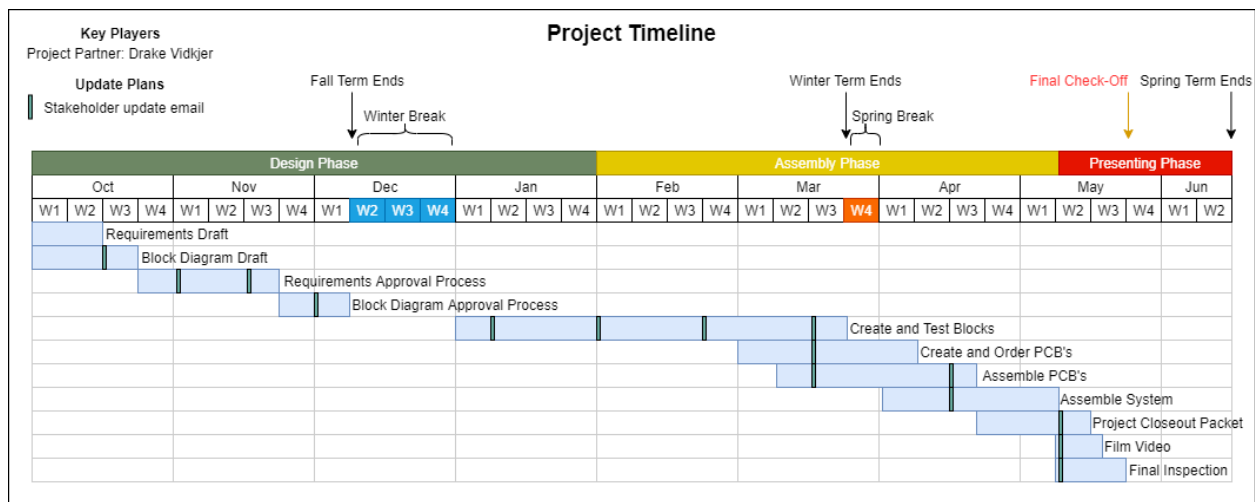 Project Timeline
Key Players
Project Partner: Drake Vidkjer
Update Plans
Stakeholder update email
Fall Term Ends
Winter Break
Winter Term Ends
Spring Break
Final Check-Off
Spring Term Ends
Design Phase Assembly Phase Presenting Phase
Oct Nov Dec Jan Feb Mar Apr May Jun
W1 W2 W3 W4 W1 W2 W3 W4 W1 W2 W3 W4 W1 W2 W3 W4 W1 W2 W3 W4 W1 W2 W3 W4 W1 W2 W3 W4 W1 W2 W3 W4 W1 W2
Requirements Draft
Block Diagram Draft
Requirements Approval Process
Block Diagram Approval Process
Create and Test Blocks
Create and Order PCB's
Assemble PCB's
Assemble System
Project Closeout Packet
Film Video
Final Inspection